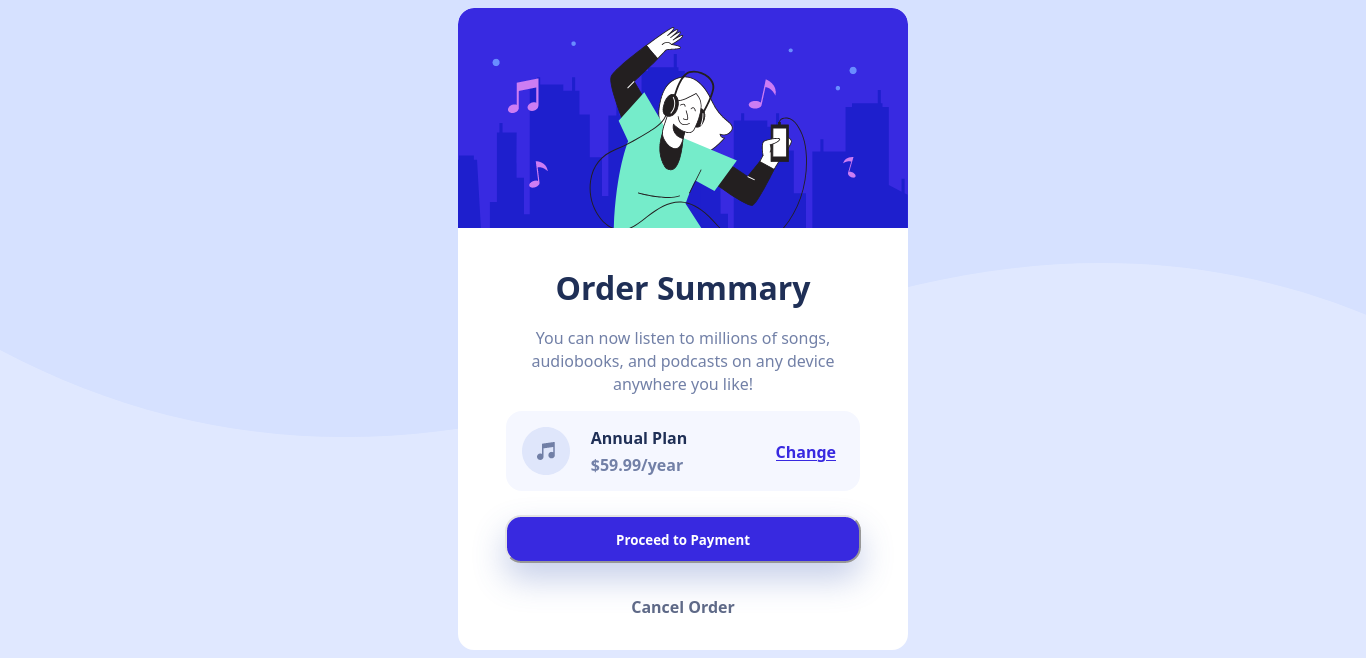 Order Summary
You can now listen to millions of songs,
audiobooks, and podcasts on any device
anywhere you like!
Annual Plan
$59.99/year
Change
Proceed to Payment
Cancel Order